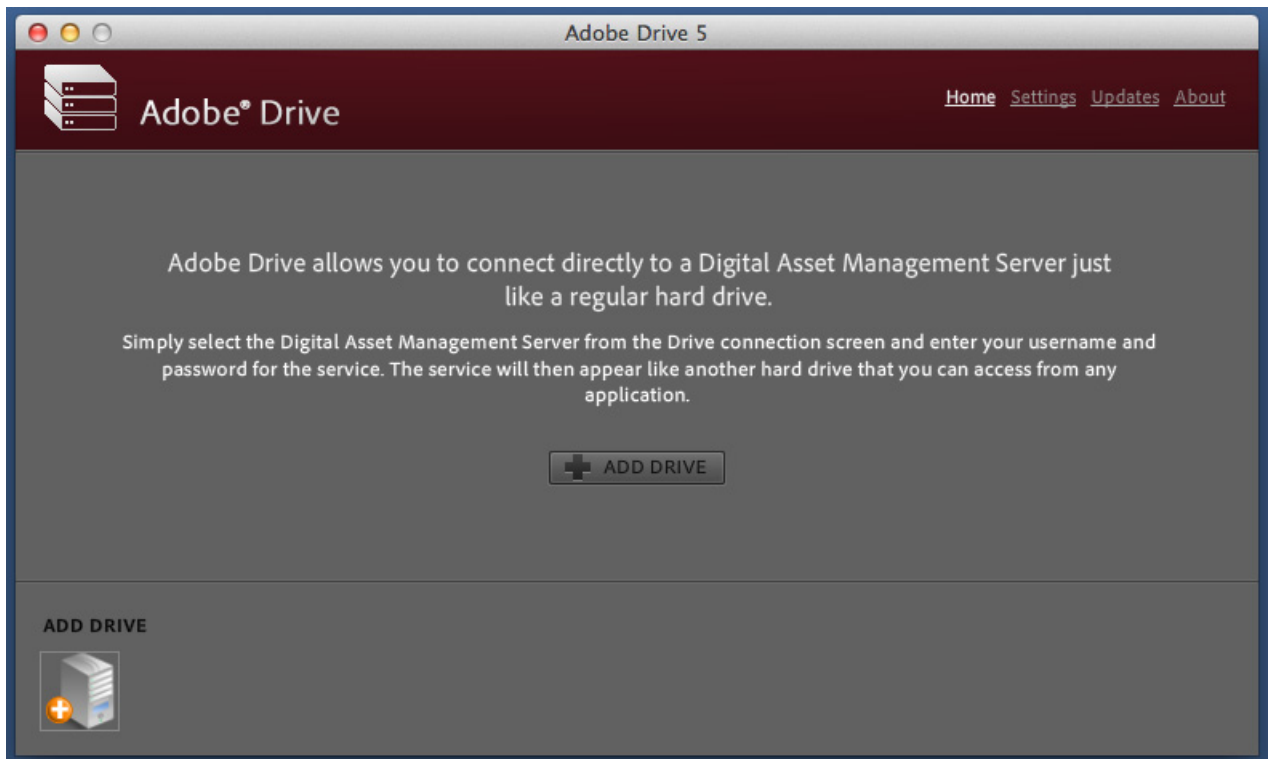 Adobe Drive 5
Adobe® Drive
Home Settings Updates About
Adobe Drive allows you to connect directly to a Digital Asset Management Server just
like a regular hard drive.
Simply select the Digital Asset Management Server from the Drive connection screen and enter your username and
password for the service. The service will then appear like another hard drive that you can access from any
application.
ADD DRIVE
ADD DRIVE